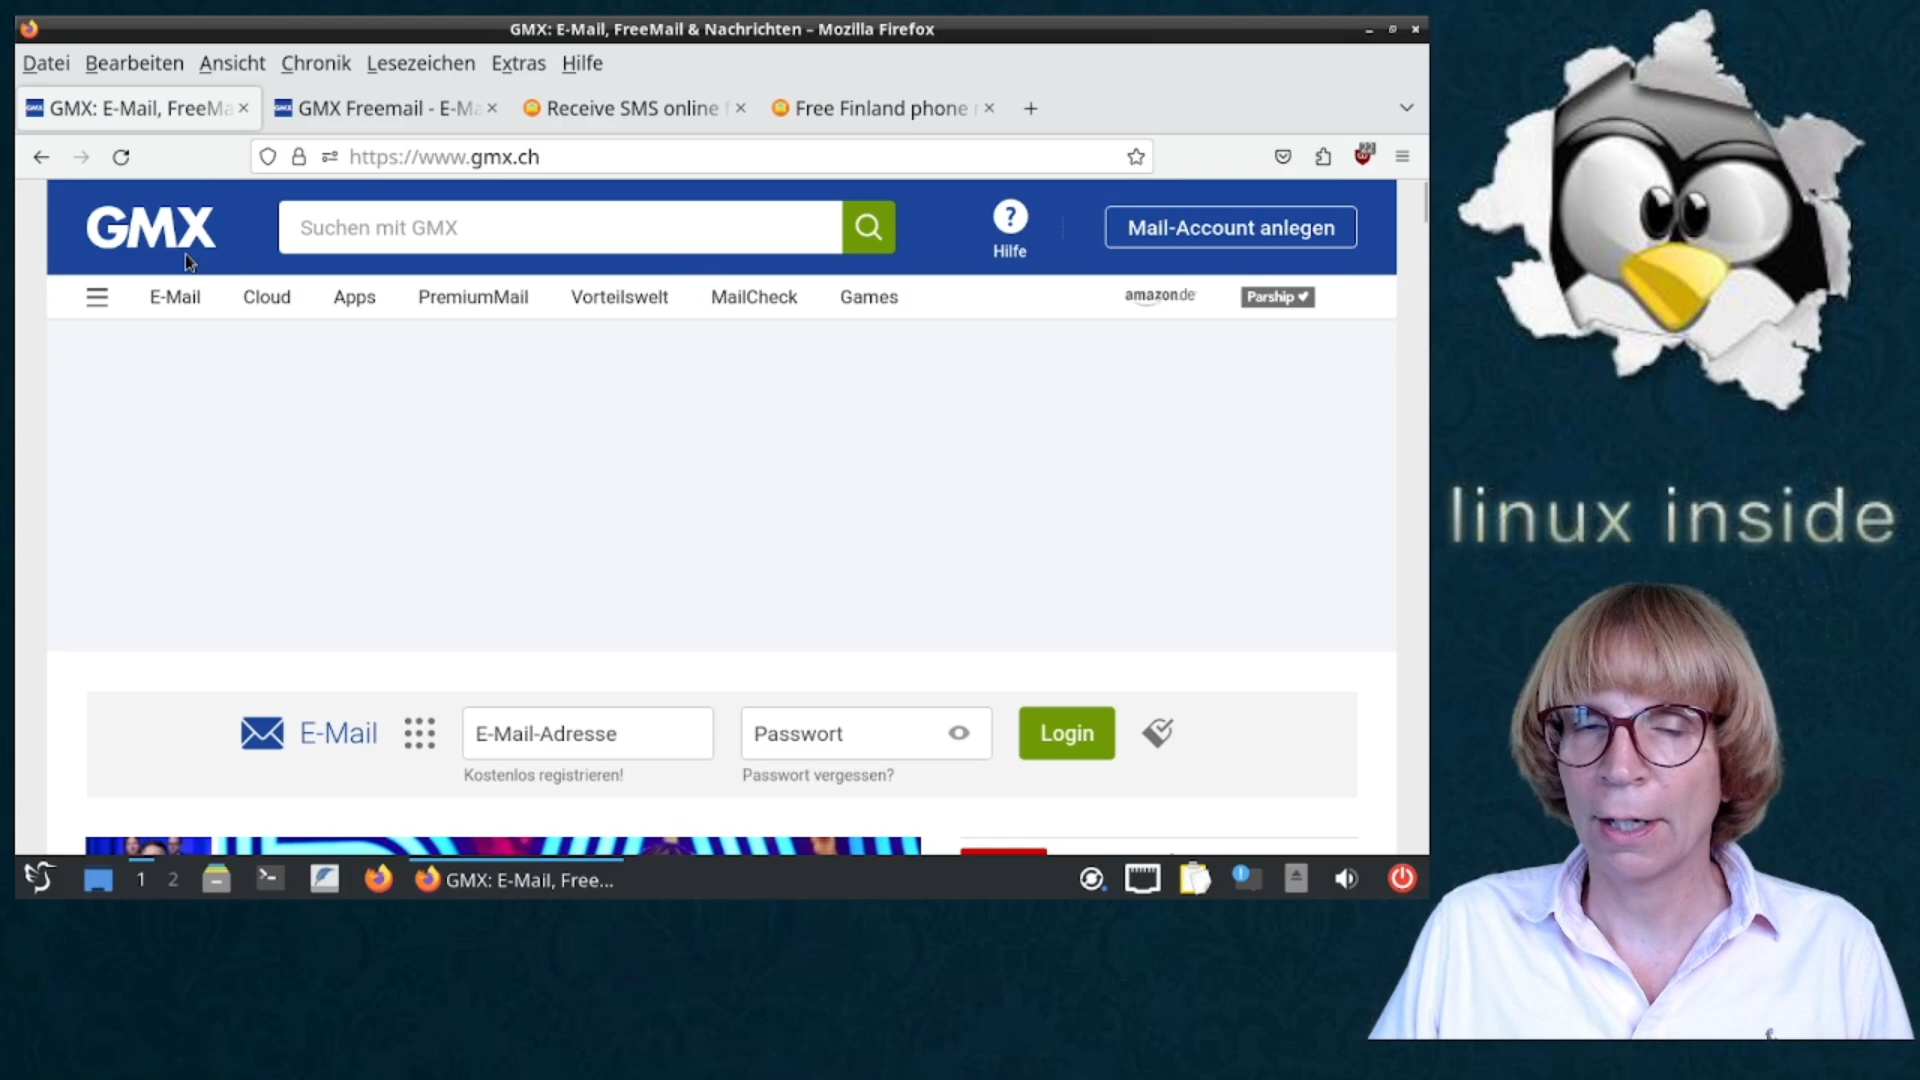 GMX: E-Mail, FreeMail & Nachrichten – Mozilla Firefox
Datei Bearbeiten Ansicht Chronik Lesezeichen Extras Hilfe
GMX: E-Mail, FreeMa
GMX Freemail - E-Ma
Receive SMS online f
Free Finland phone
https://www.gmx.ch
22
GMX
Suchen mit GMX
?
Hilfe
Mail-Account anlegen
E-Mail Cloud Apps PremiumMail Vorteilswelt MailCheck Games
amazon.de
Parship
E-Mail
E-Mail-Adresse
Passwort
Login
Kostenlos registrieren!
Passwort vergessen?
1 2
GMX: E-Mail, Free...
linux inside